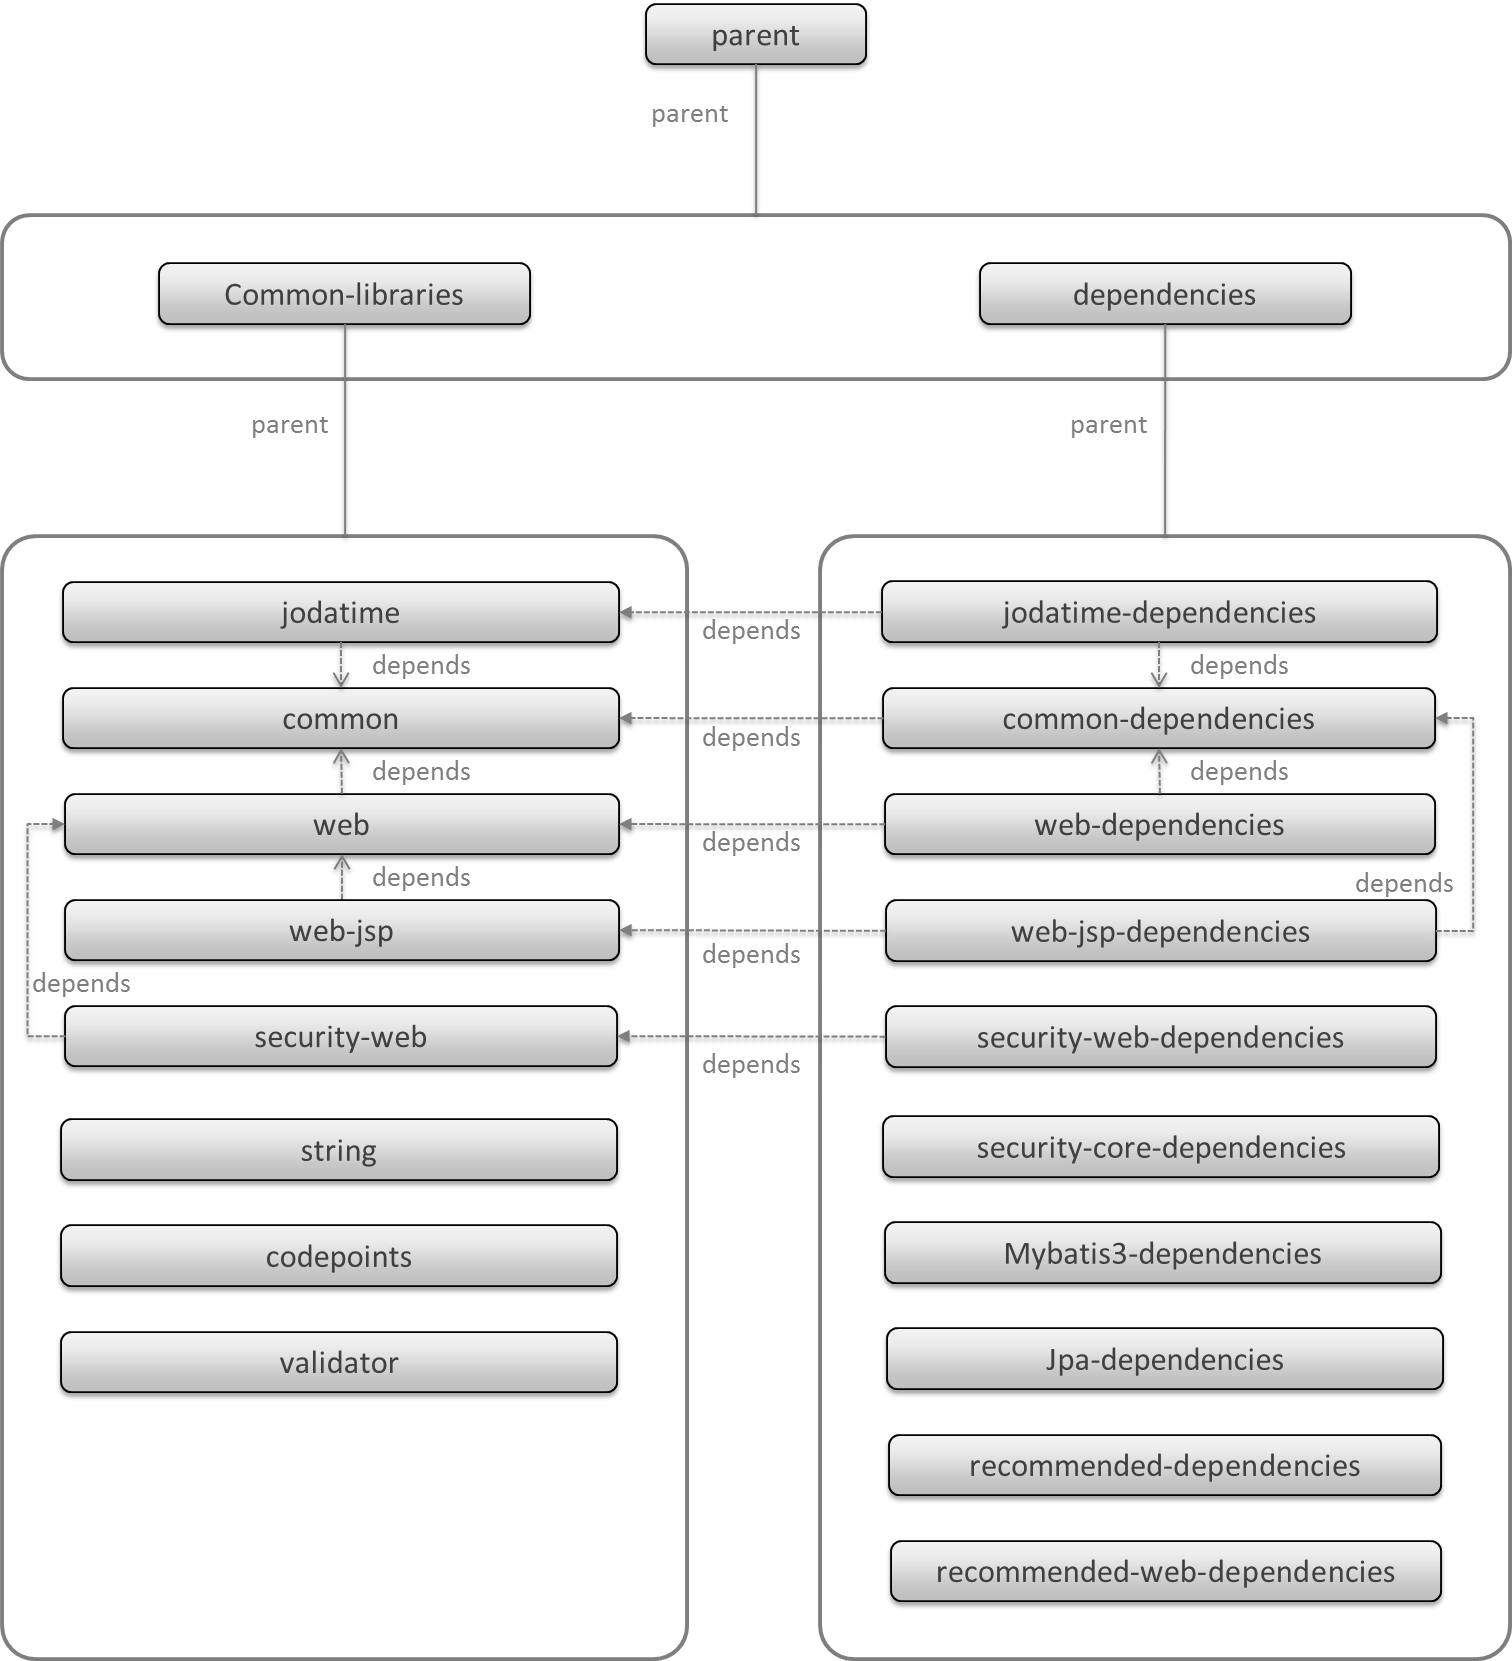 parent
parent
Common-libraries
dependencies
parent
parent
jodatime
jodatime-dependencies
depends
depends
depends
common
common-dependencies
depends
depends
depends
web
web-dependencies
depends
depends
depends
web-jsp
web-jsp-dependencies
depends
depends
security-web
security-web-dependencies
depends
string
security-core-dependencies
codepoints
Mybatis3-dependencies
validator
Jpa-dependencies
recommended-dependencies
recommended-web-dependencies